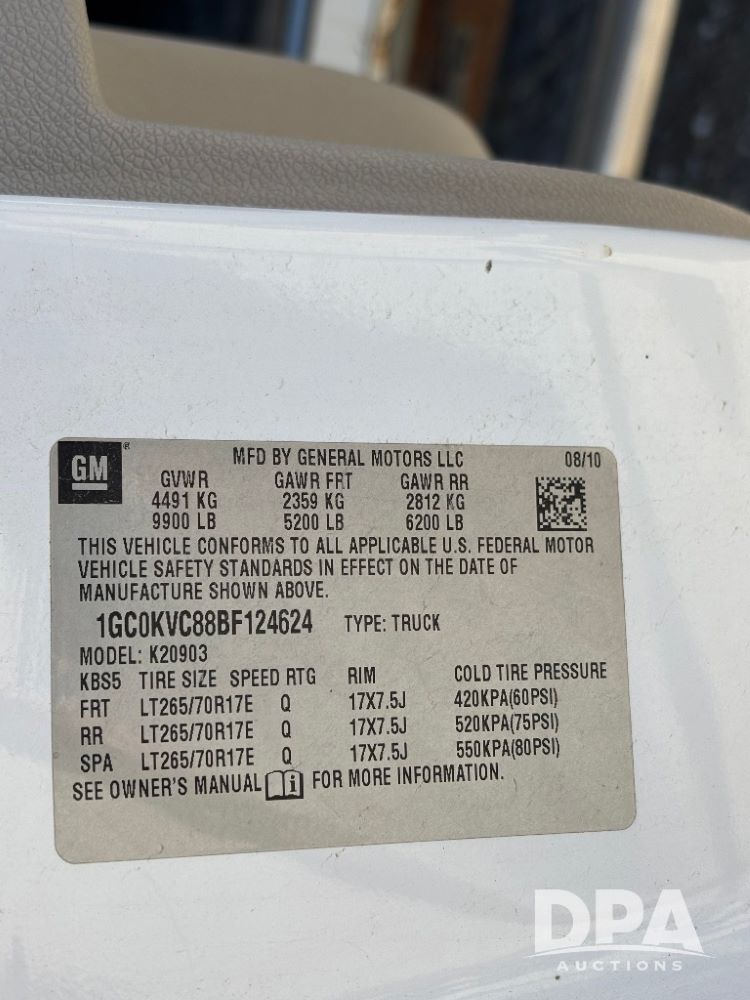 GM
MFD BY GENERAL MOTORS LLC 08/10
GVWR GAWR FRT GAWR RR
4491 KG 2359 KG 2812 KG
9900 LB 5200 LB 6200 LB
THIS VEHICLE CONFORMS TO ALL APPLICABLE U.S. FEDERAL MOTOR
VEHICLE SAFETY STANDARDS IN EFFECT ON THE DATE OF
MANUFACTURE SHOWN ABOVE.
1GC0KVC88BF124624 TYPE: TRUCK
MODEL: K20903
KBS5 TIRE SIZE SPEED RTG RIM COLD TIRE PRESSURE
FRT LT265/70R17E Q 17X7.5J 420KPA(60PSI)
RR LT265/70R17E Q 17X7.5J 520KPA(75PSI)
SPA LT265/70R17E Q 17X7.5J 550KPA(80PSI)
SEE OWNER'S MANUAL FOR MORE INFORMATION.
DPA
AUCTIONS